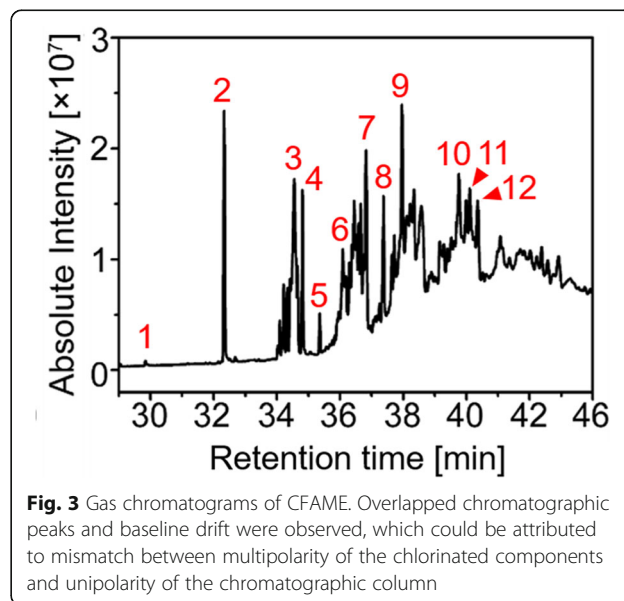 3
2
1
0
Absolute Intensity [×10⁷]
1
2
3
4
5
6
7
8
9
10
11
12
30 32 34 36 38 40 42 46
Retention time [min]
Fig. 3 Gas chromatograms of CFAME. Overlapped chromatographic
peaks and baseline drift were observed, which could be attributed
to mismatch between multipolarity of the chlorinated components
and unipolarity of the chromatographic column